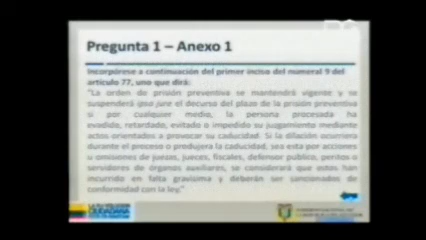 Pregunta 1 – Anexo 1
Incorpórese a continuación del primer inciso del numeral 9 del
artículo 77, uno que dirá:
"La orden de prisión preventiva se mantendrá vigente y se
suspenderá ipso jure el decurso del plazo de la prisión preventiva
si por cualquier medio, la persona procesada ha
evadido, retardado, evitado o impedido su juzgamiento mediante
actos orientados a provocar su caducidad. Si la dilación ocurriera
durante el proceso o produjera la caducidad, sea esta por acciones
u omisiones de juezas, jueces, fiscales, defensor público, peritos o
servidores de órganos auxiliares, se considerará que estos han
incurrido en falta gravísima y deberán ser sancionados de
conformidad con la ley."
CIUDADANA